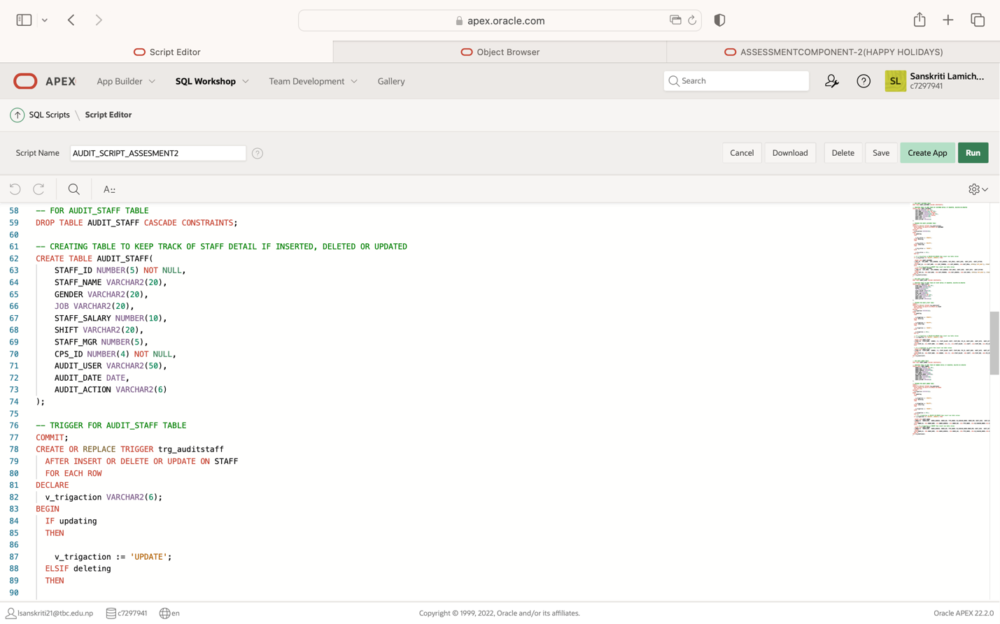 apex.oracle.com
Script Editor
Object Browser
ASSESSMENTCOMPONENT-2(HAPPY HOLIDAYS)
APEX
App Builder
SQL Workshop
Team Development
Gallery
Search
SL
Sanskriti Lamich...
c7297941
SQL Scripts \ Script Editor
Script Name
AUDIT_SCRIPT_ASSESMENT2
?
Cancel
Download
Delete
Save
Create App
Run
A::
58 -- FOR AUDIT_STAFF TABLE
59 DROP TABLE AUDIT_STAFF CASCADE CONSTRAINTS;
60
61 -- CREATING TABLE TO KEEP TRACK OF STAFF DETAIL IF INSERTED, DELETED OR UPDATED
62 CREATE TABLE AUDIT_STAFF(
63 STAFF_ID NUMBER(5) NOT NULL,
64 STAFF_NAME VARCHAR2(20),
65 GENDER VARCHAR2(20),
66 JOB VARCHAR2(20),
67 STAFF_SALARY NUMBER(10),
68 SHIFT VARCHAR2(20),
69 STAFF_MGR NUMBER(5),
70 CPS_ID NUMBER(4) NOT NULL,
71 AUDIT_USER VARCHAR2(50),
72 AUDIT_DATE DATE,
73 AUDIT_ACTION VARCHAR2(6)
74 );
75
76 -- TRIGGER FOR AUDIT_STAFF TABLE
77 COMMIT;
78 CREATE OR REPLACE TRIGGER trg_auditstaff
79 AFTER INSERT OR DELETE OR UPDATE ON STAFF
80 FOR EACH ROW
81 DECLARE
82 v_trigaction VARCHAR2(6);
83 BEGIN
84 IF updating
85 THEN
86
87 v_trigaction := 'UPDATE';
88 ELSIF deleting
89 THEN
90
lsanskriti21@tbc.edu.np
c7297941
en
Copyright © 1999, 2022, Oracle and/or its affiliates.
Oracle APEX 22.2.0